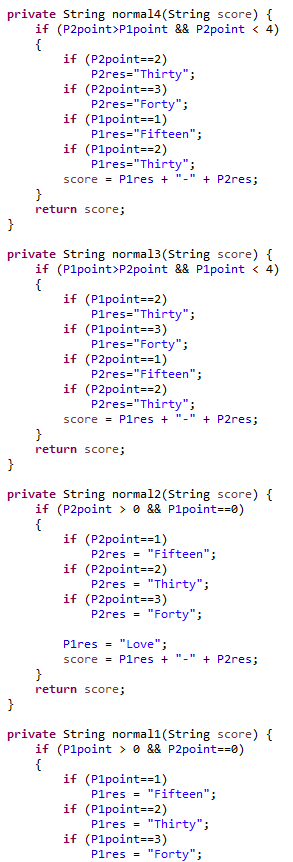 private String normal4(String score) {
    if (P2point>P1point && P2point < 4)
    {
        if (P2point==2)
            P2res="Thirty";
        if (P2point==3)
            P2res="Forty";
        if (P1point==1)
            P1res="Fifteen";
        if (P1point==2)
            P1res="Thirty";
        score = P1res + "-" + P2res;
    }
    return score;
}

private String normal3(String score) {
    if (P1point>P2point && P1point < 4)
    {
        if (P1point==2)
            P1res="Thirty";
        if (P1point==3)
            P1res="Forty";
        if (P2point==1)
            P2res="Fifteen";
        if (P2point==2)
            P2res="Thirty";
        score = P1res + "-" + P2res;
    }
    return score;
}

private String normal2(String score) {
    if (P2point > 0 && P1point==0)
    {
        if (P2point==1)
            P2res = "Fifteen";
        if (P2point==2)
            P2res = "Thirty";
        if (P2point==3)
            P2res = "Forty";

        P1res = "Love";
        score = P1res + "-" + P2res;
    }
    return score;
}

private String normal1(String score) {
    if (P1point > 0 && P2point==0)
    {
        if (P1point==1)
            P1res = "Fifteen";
        if (P1point==2)
            P1res = "Thirty";
        if (P1point==3)
            P1res = "Forty";